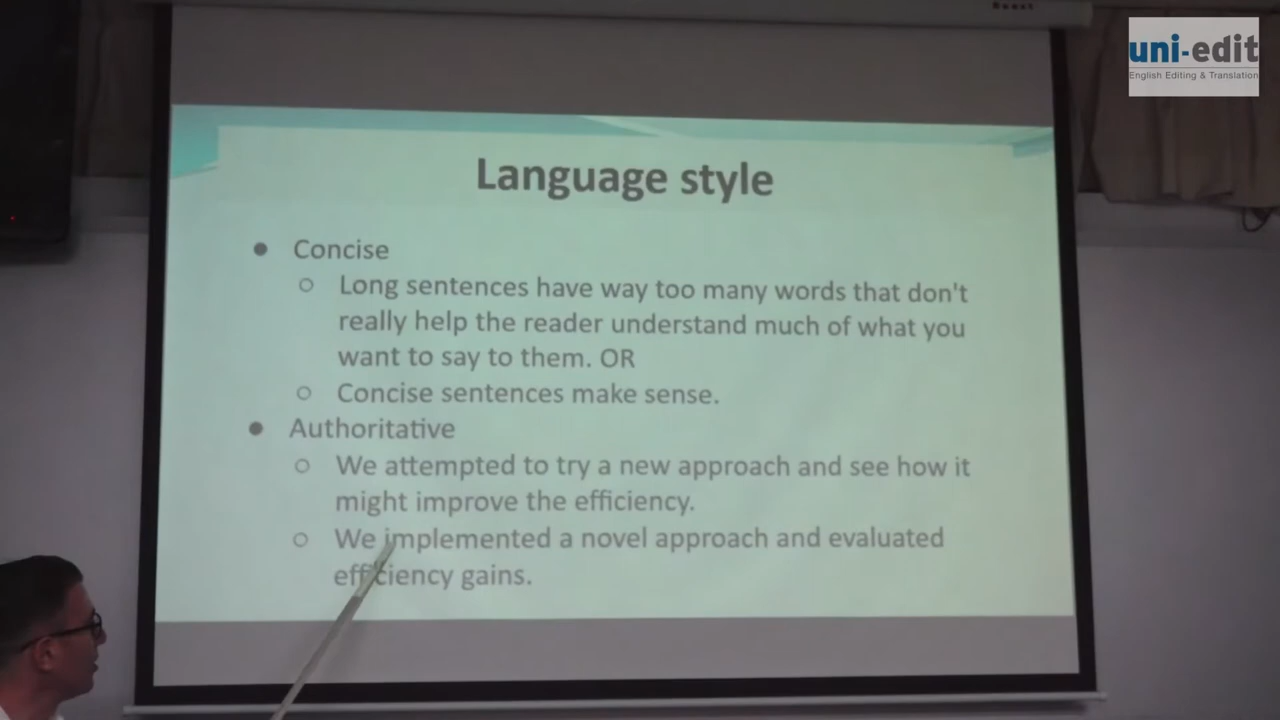 uni-edit
English Editing & Translation
Language style
● Concise
○ Long sentences have way too many words that don't
really help the reader understand much of what you
want to say to them. OR
○ Concise sentences make sense.
● Authoritative
○ We attempted to try a new approach and see how it
might improve the efficiency.
○ We implemented a novel approach and evaluated
efficiency gains.